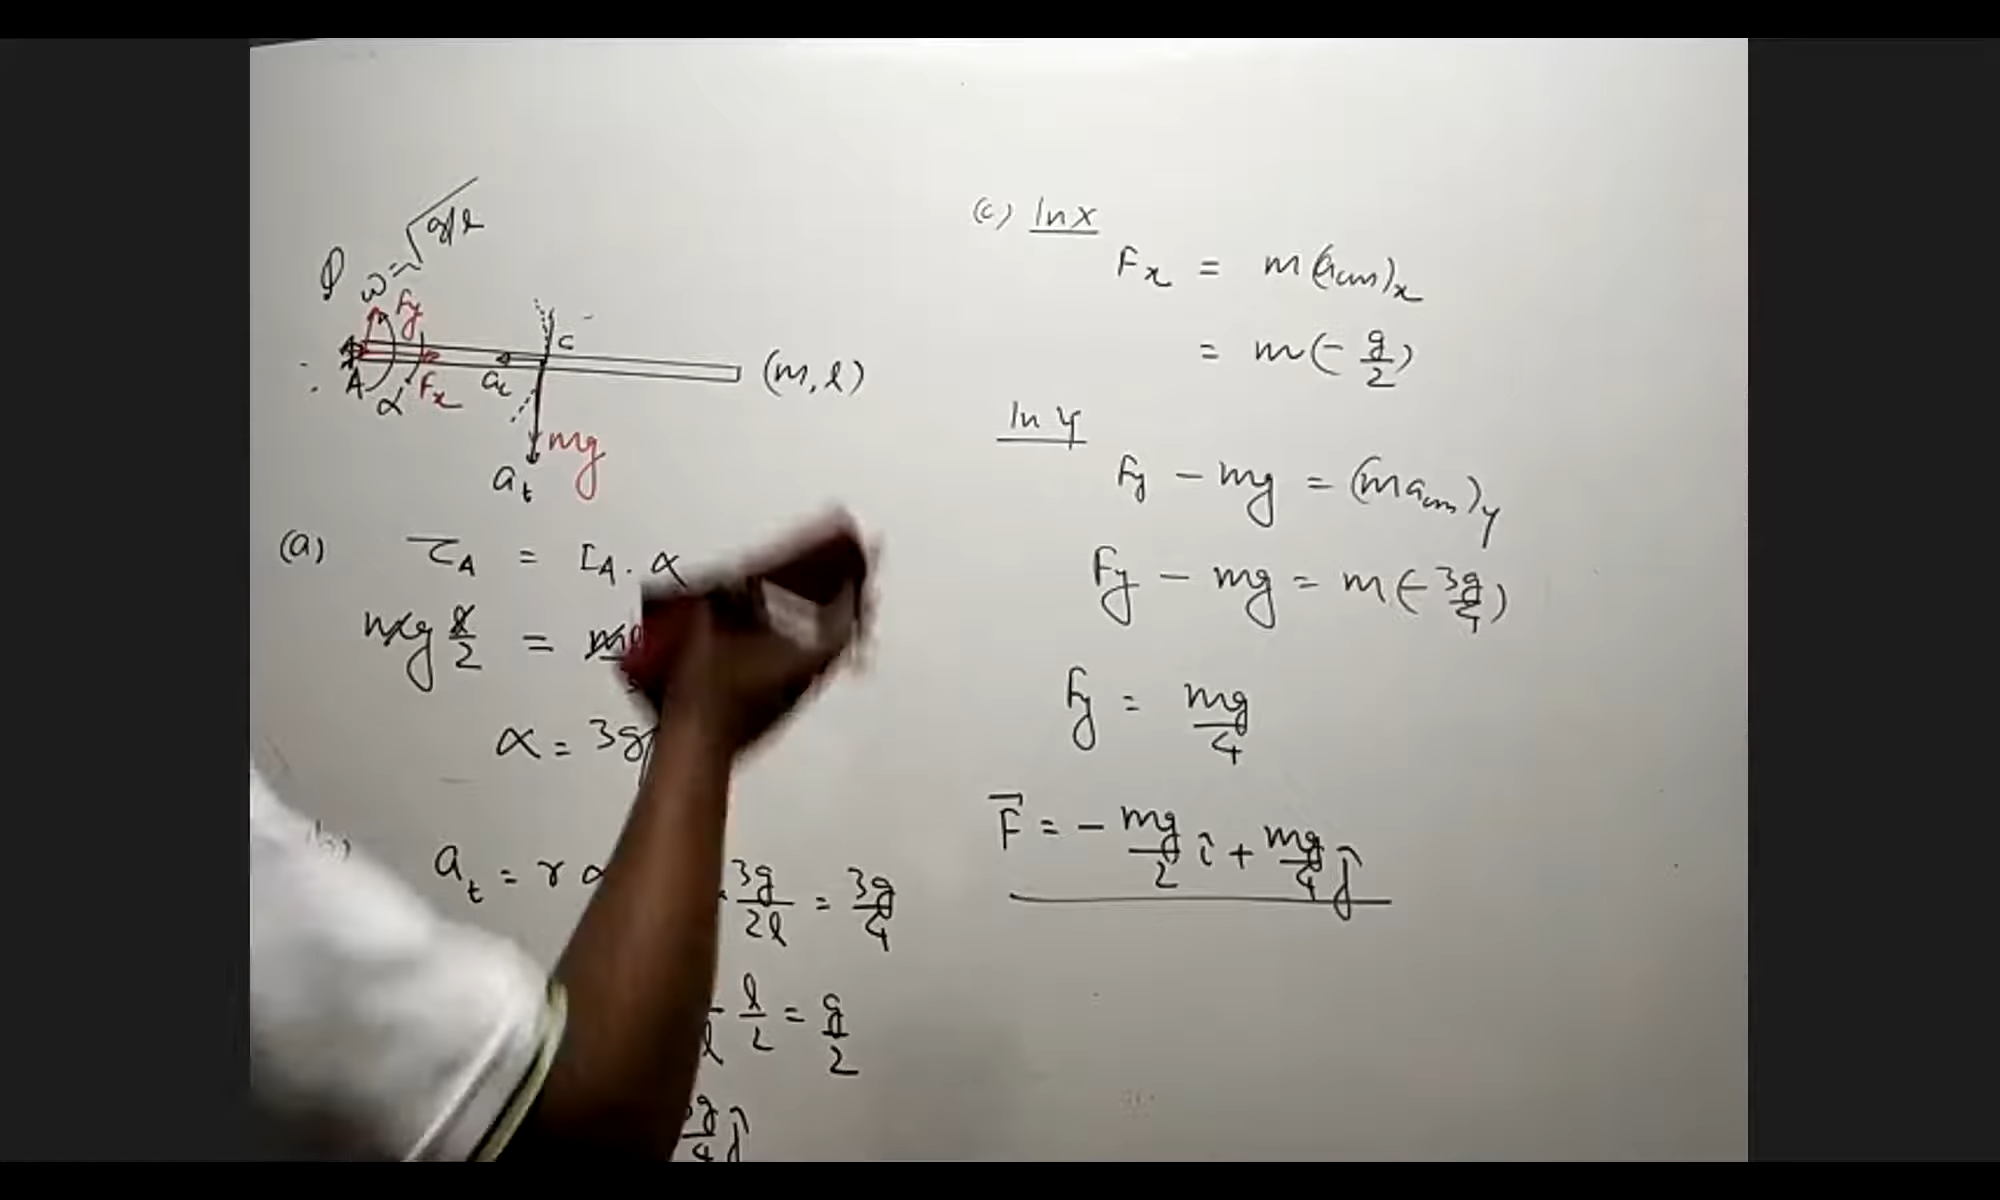 ω = √g/l
Fy
C
A
α
Fx
ac
(m, l)
mg
at
(a) τA = IA . α
mg l/2 = 
α = 3g
at = r α 3g/2l = 3g/4
l/2 = g/2
ĵ
(c) In x
Fx = m(acm)x
= m(- g/2)
In y
Fy - mg = (m acm)y
Fy - mg = m(- 3g/4)
Fy = mg/4
F⃗ = - mg/2 î + mg/4 ĵ